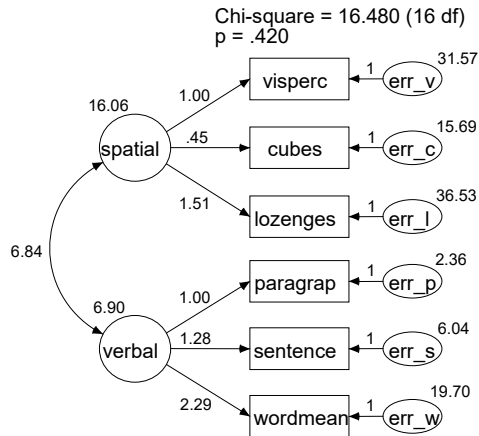 Chi-square = 16.480 (16 df)
p = .420
31.57
visperc
1
err_v
16.06
1.00
15.69
spatial
.45
cubes
1
err_c
1.51
36.53
lozenges
1
err_l
6.84
2.36
paragrap
1
err_p
6.90
1.00
6.04
verbal
1.28
sentence
1
err_s
2.29
19.70
wordmean
1
err_w